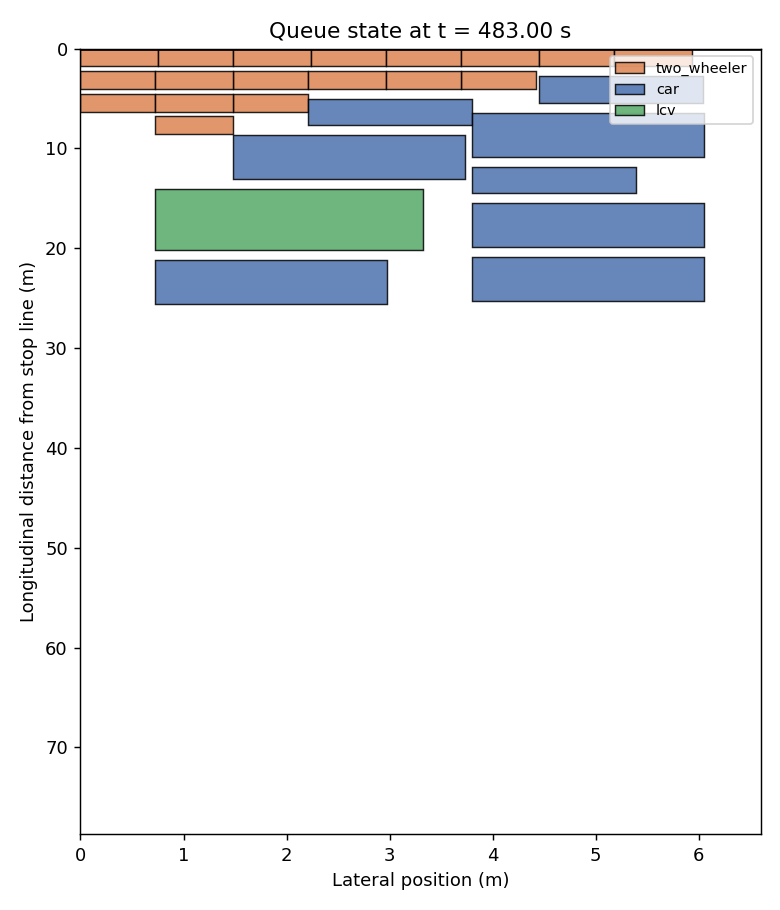 Queue state at t = 483.00 s
two_wheeler
car
lcv
0
10
20
30
40
50
60
70
Longitudinal distance from stop line (m)
0 1 2 3 4 5 6
Lateral position (m)